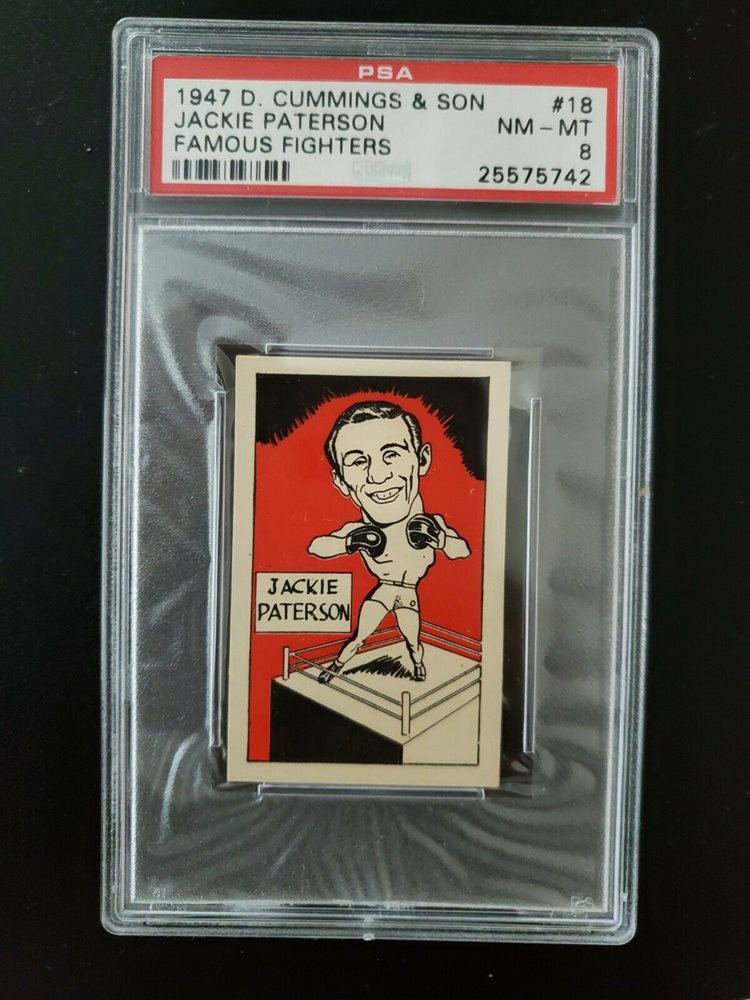 PSA
1947 D. CUMMINGS & SON #18
JACKIE PATERSON NM - MT
FAMOUS FIGHTERS 8
25575742
JACKIE
PATERSON